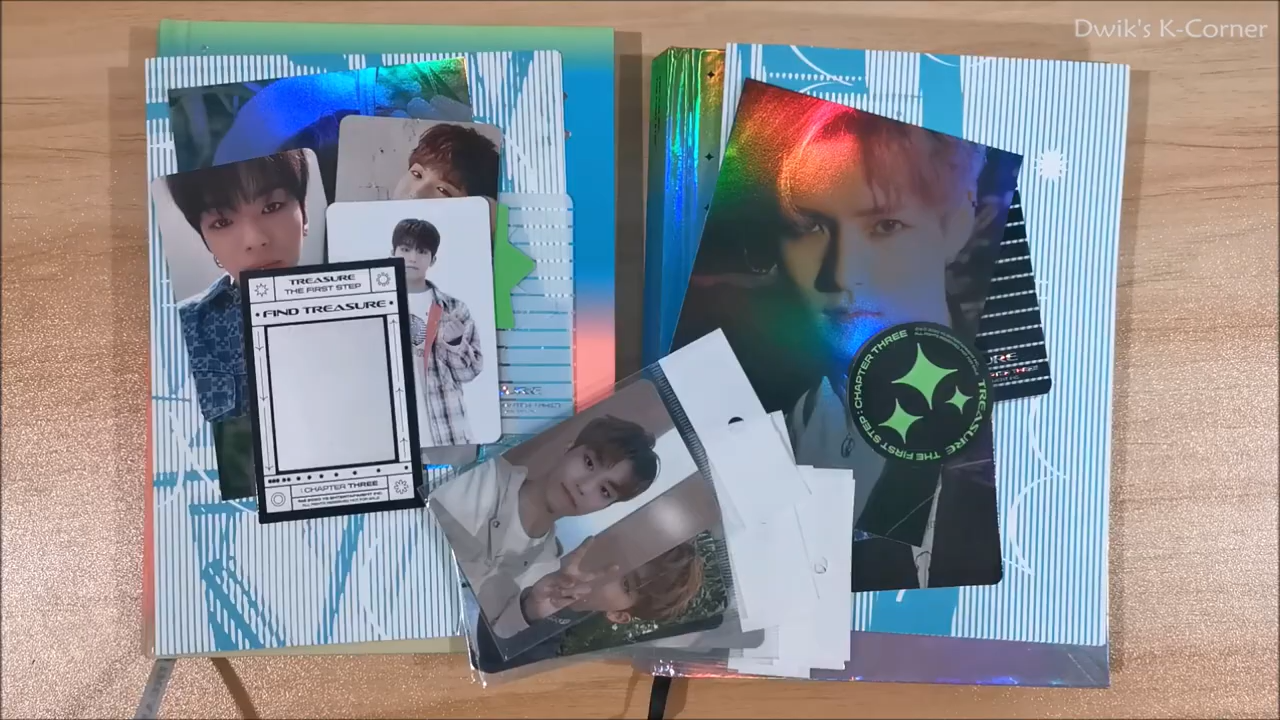 Dwik's K-Corner
TREASURE
THE FIRST STEP
FIND TREASURE
CHAPTER THREE
TREASURE THE FIRST STEP : CHAPTER THREE